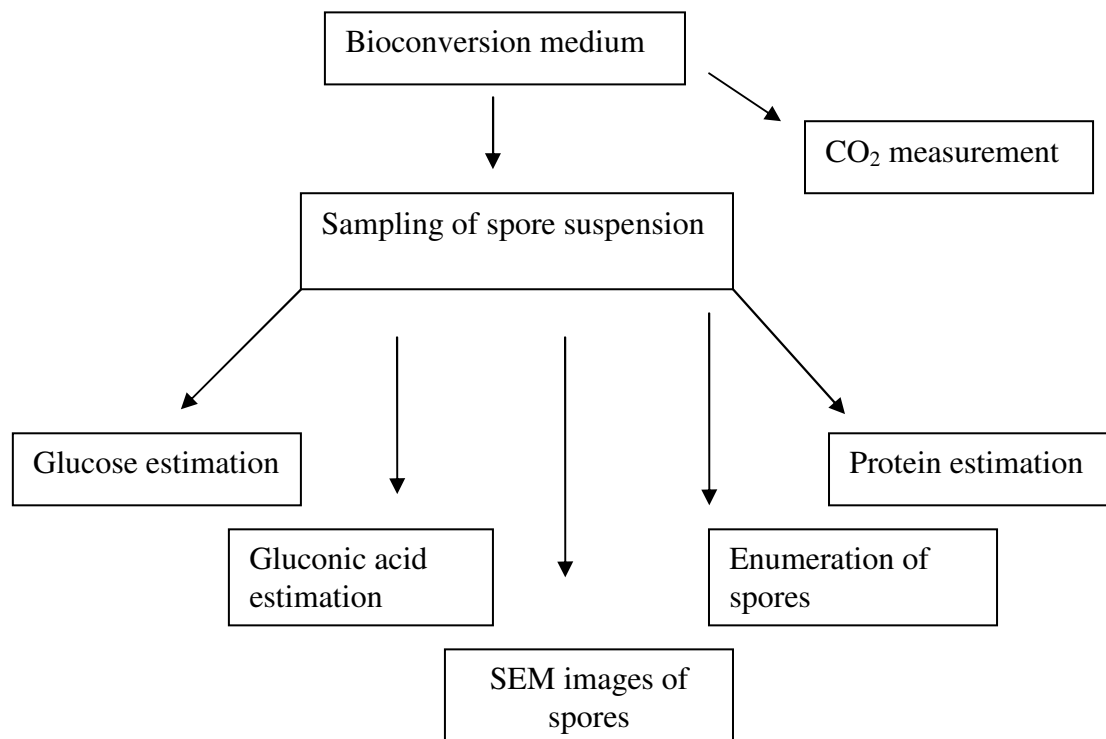 Bioconversion medium
CO₂ measurement
Sampling of spore suspension
Glucose estimation
Protein estimation
Gluconic acid
estimation
Enumeration of
spores
SEM images of
spores